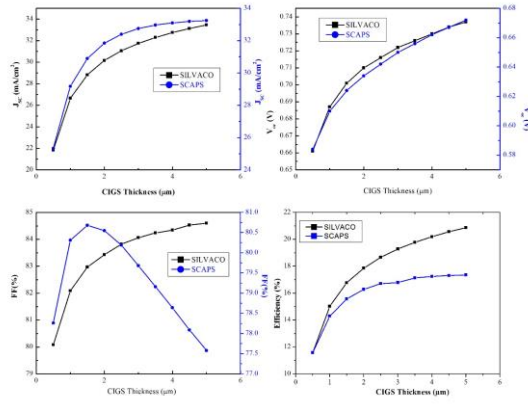 J_SC (mA/cm²)
34
32
30
28
26
24
22
20
SILVACO
SCAPS
34
33
32
31
30
29
28
27
26
25
24
J_SC (mA/cm²)
0 2 4 6
CIGS Thickness (μm)
V_oc (V)
0.74
0.73
0.72
0.71
0.70
0.69
0.68
0.67
0.66
0.65
SILVACO
SCAPS
0.68
0.66
0.64
0.62
0.60
0.58
V_oc (V)
0 2 4 6
CIGS Thickness (μm)
FF(%)
85
84
83
82
81
80
79
SILVACO
SCAPS
81.0
80.5
80.0
79.5
79.0
78.5
78.0
77.5
77.0
FF(%)
0 2 4 6
CIGS Thickness (μm)
Efficiency (%)
22
20
18
16
14
12
10
SILVACO
SCAPS
0 1 2 3 4 5 6
CIGS Thickness (μm)